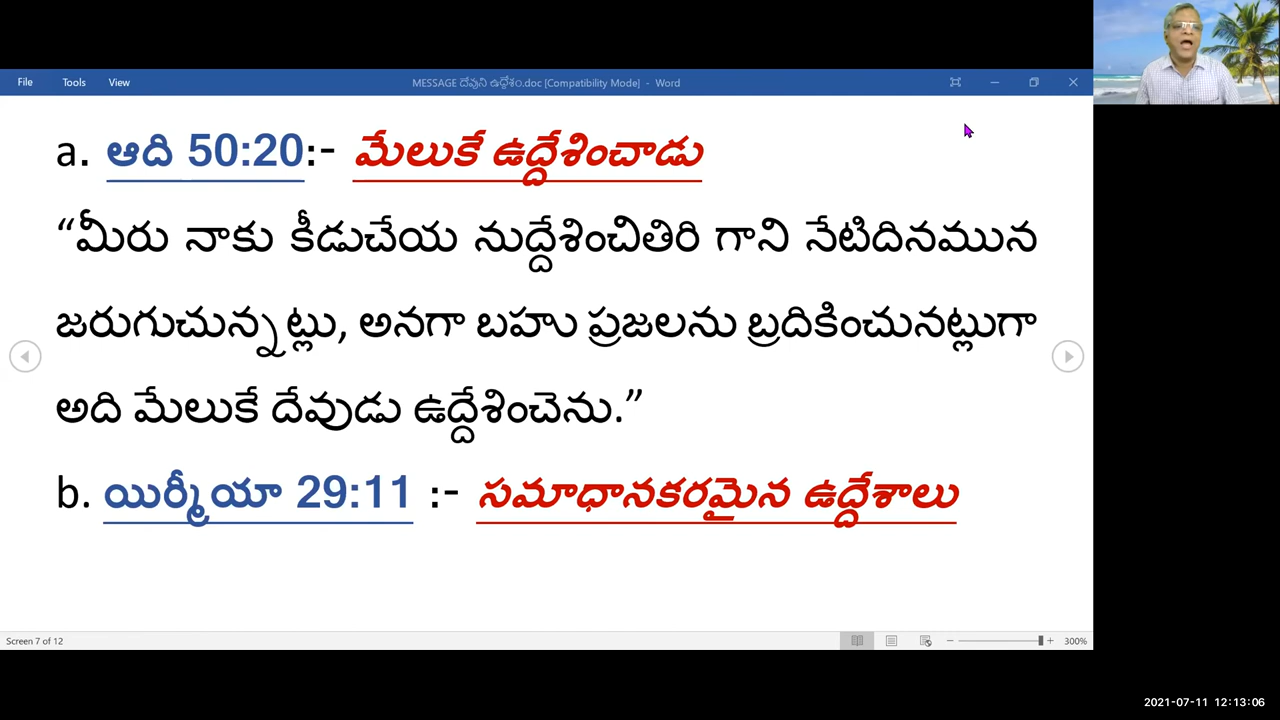 File Tools View MESSAGE దేవుని ఉద్దేశం.doc [Compatibility Mode] - Word
a. ఆది 50:20:- మేలుకే ఉద్దేశించాడు
“మీరు నాకు కీడుచేయ నుద్దేశించితిరి గాని నేటిదినమున
జరుగుచున్నట్లు, అనగా బహు ప్రజలను బ్రదికించునట్లుగా
అది మేలుకే దేవుడు ఉద్దేశించెను.”
b. యిర్మీయా 29:11 :- సమాధానకరమైన ఉద్దేశాలు
Screen 7 of 12 300%
2021-07-11 12:13:06